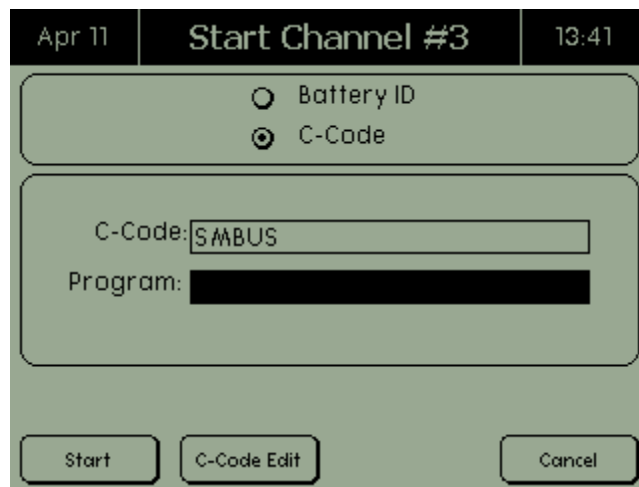 Apr 11 Start Channel #3 13:41
Battery ID
C-Code
C-Code: SMBUS
Program:
Start C-Code Edit Cancel